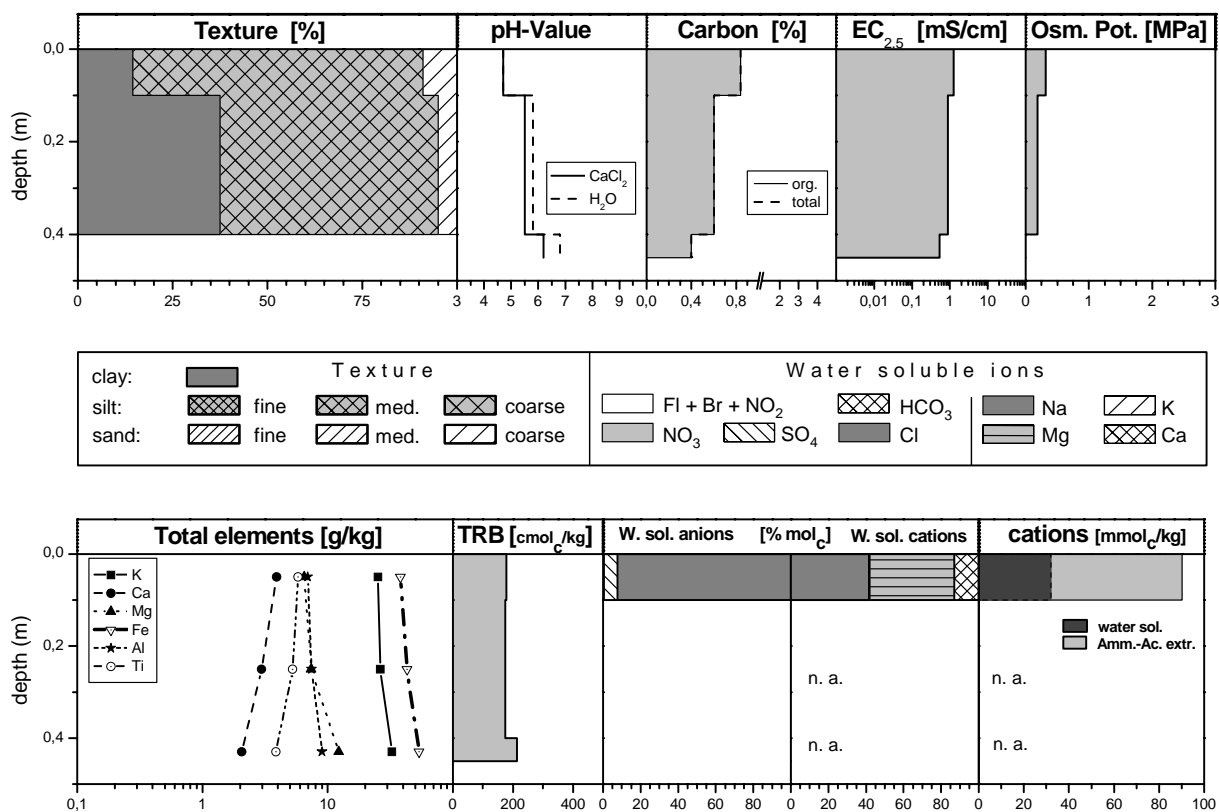 Texture [%] pH-Value Carbon [%] EC2.5 [mS/cm] Osm. Pot. [MPa]
0,0
0,2
0,4
depth (m)
CaCl2
H2O
org.
total
0 25 50 75 3 4 5 6 7 8 9 0,0 0,4 0,8 2 3 4 0,01 0,1 1 10 0 1 2 3
Texture
clay:
silt: fine med. coarse
sand: fine med. coarse
Water soluble ions
Fl + Br + NO2 HCO3 Na K
NO3 SO4 Cl Mg Ca
Total elements [g/kg] TRB [cmolc/kg] W. sol. anions [% molc] W. sol. cations cations [mmolc/kg]
0,0
0,2
0,4
depth (m)
K
Ca
Mg
Fe
Al
Ti
water sol.
Amm.-Ac. extr.
n. a. n. a.
n. a. n. a.
0,1 1 10 0 200 400 0 20 40 60 80 0 20 40 60 80 0 100